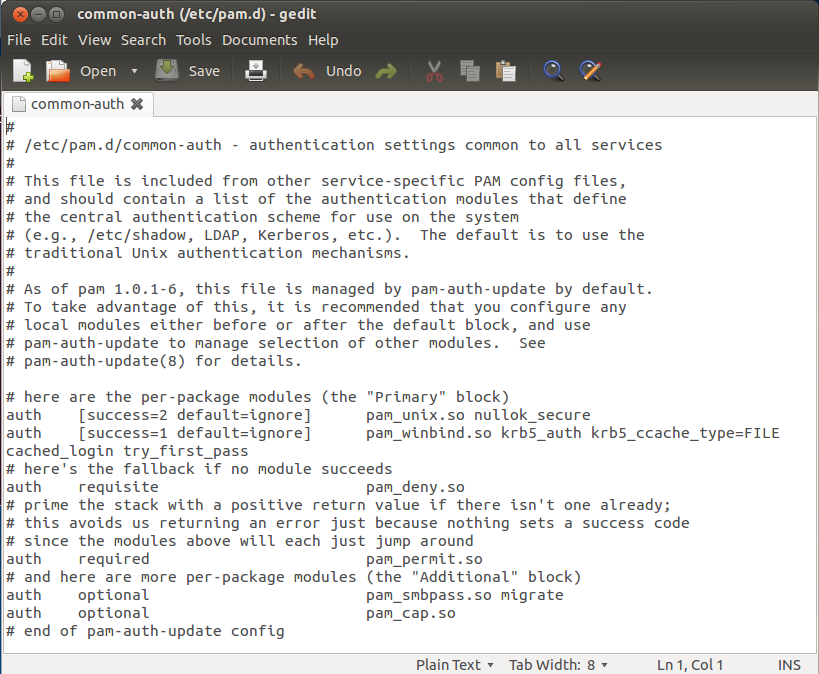 common-auth (/etc/pam.d) - gedit
File Edit View Search Tools Documents Help
Open Save Undo
common-auth
#
# /etc/pam.d/common-auth - authentication settings common to all services
#
# This file is included from other service-specific PAM config files,
# and should contain a list of the authentication modules that define
# the central authentication scheme for use on the system
# (e.g., /etc/shadow, LDAP, Kerberos, etc.).  The default is to use the
# traditional Unix authentication mechanisms.
#
# As of pam 1.0.1-6, this file is managed by pam-auth-update by default.
# To take advantage of this, it is recommended that you configure any
# local modules either before or after the default block, and use
# pam-auth-update to manage selection of other modules.  See
# pam-auth-update(8) for details.

# here are the per-package modules (the "Primary" block)
auth    [success=2 default=ignore]      pam_unix.so nullok_secure
auth    [success=1 default=ignore]      pam_winbind.so krb5_auth krb5_ccache_type=FILE
cached_login try_first_pass
# here's the fallback if no module succeeds
auth    requisite                       pam_deny.so
# prime the stack with a positive return value if there isn't one already;
# this avoids us returning an error just because nothing sets a success code
# since the modules above will each just jump around
auth    required                        pam_permit.so
# and here are more per-package modules (the "Additional" block)
auth    optional                        pam_smbpass.so migrate
auth    optional                        pam_cap.so
# end of pam-auth-update config
Plain Text Tab Width: 8 Ln 1, Col 1 INS